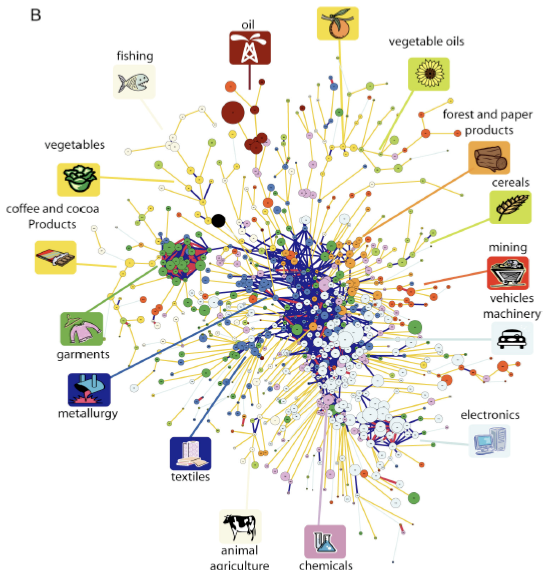 B
oil
fishing
vegetable oils
forest and paper
products
vegetables
cereals
coffee and cocoa
Products
mining
vehicles
machinery
garments
metallurgy
electronics
textiles
animal
agriculture
chemicals